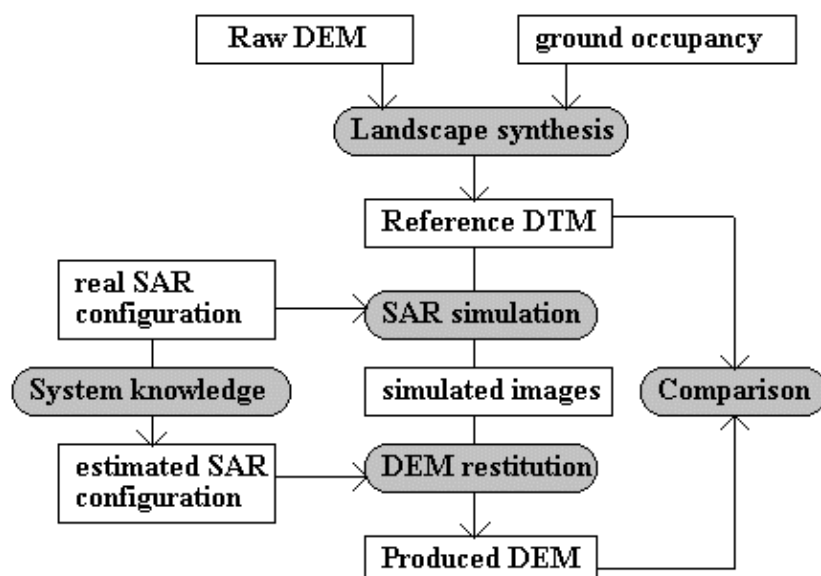 Raw DEM
ground occupancy
Landscape synthesis
Reference DTM
real SAR
configuration
SAR simulation
System knowledge
simulated images
Comparison
estimated SAR
configuration
DEM restitution
Produced DEM